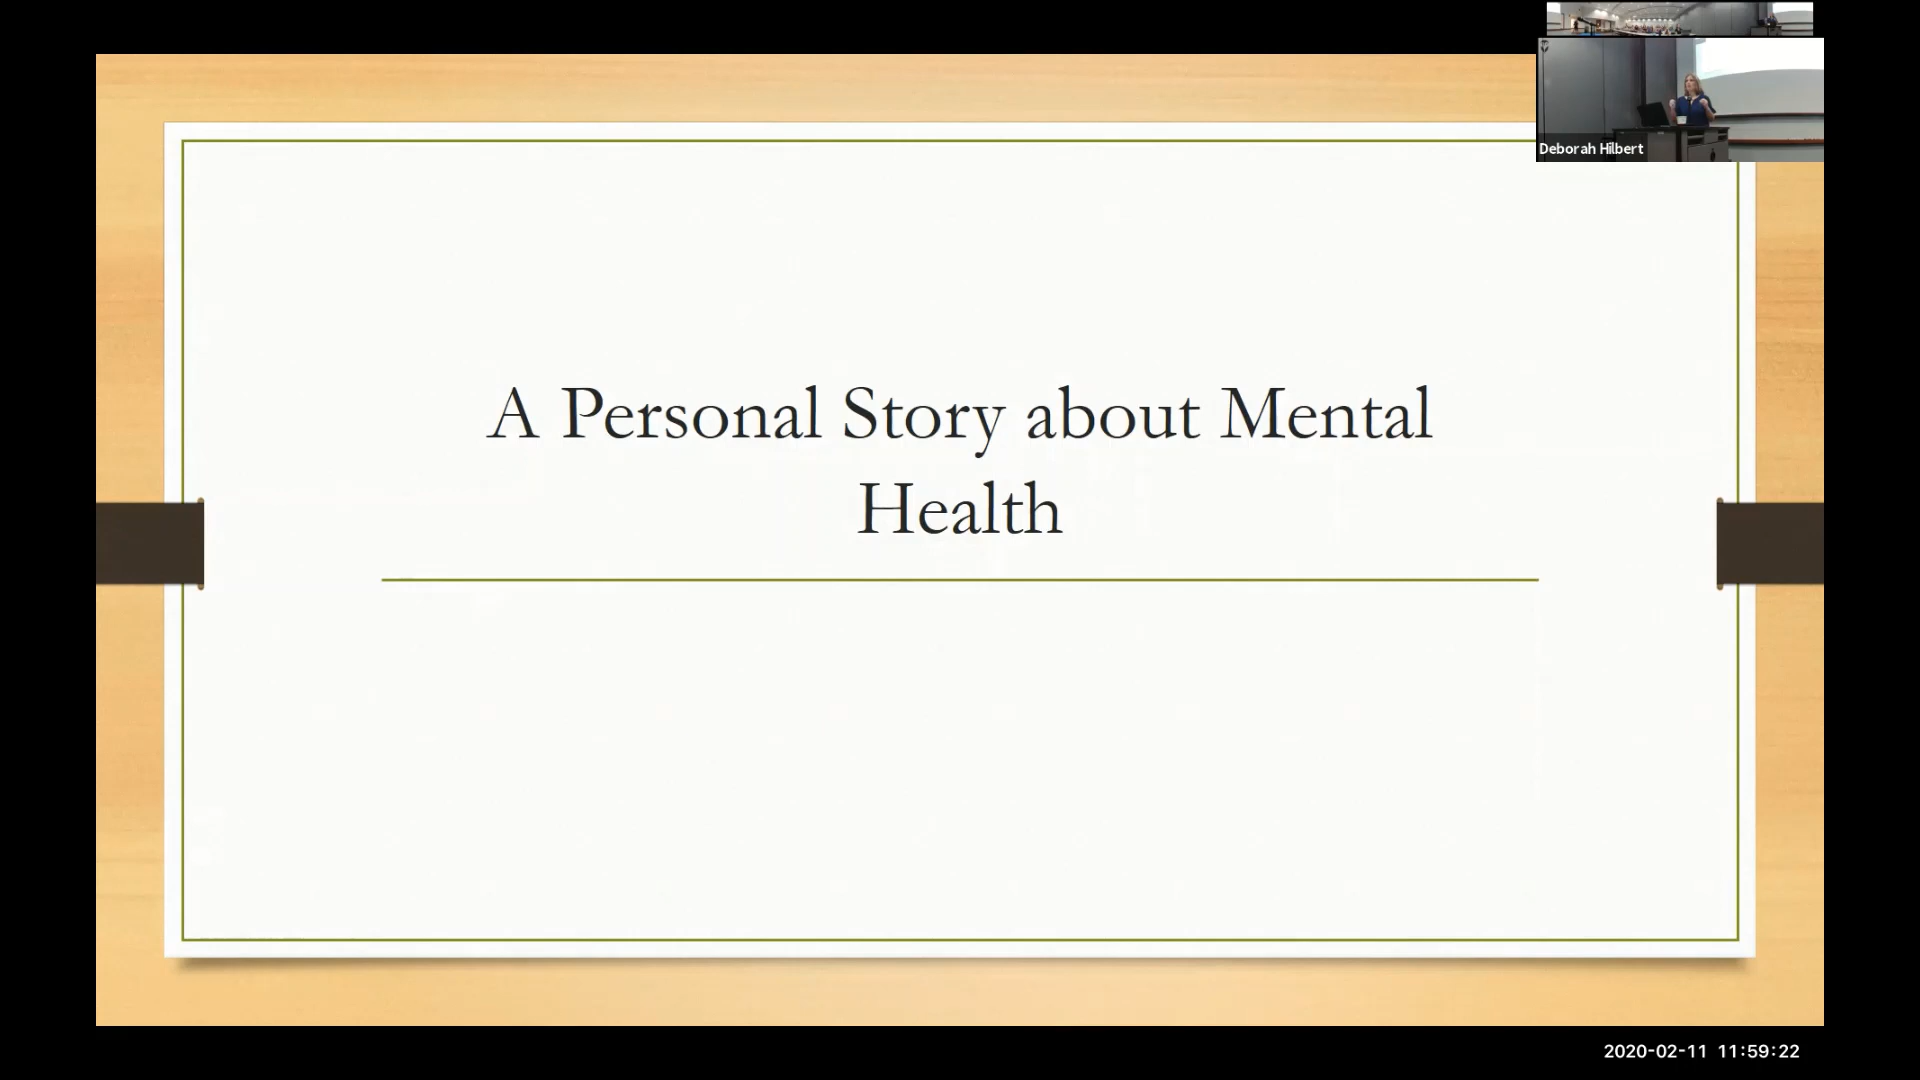 Deborah Hilbert
A Personal Story about Mental
Health
2020-02-11 11:59:22